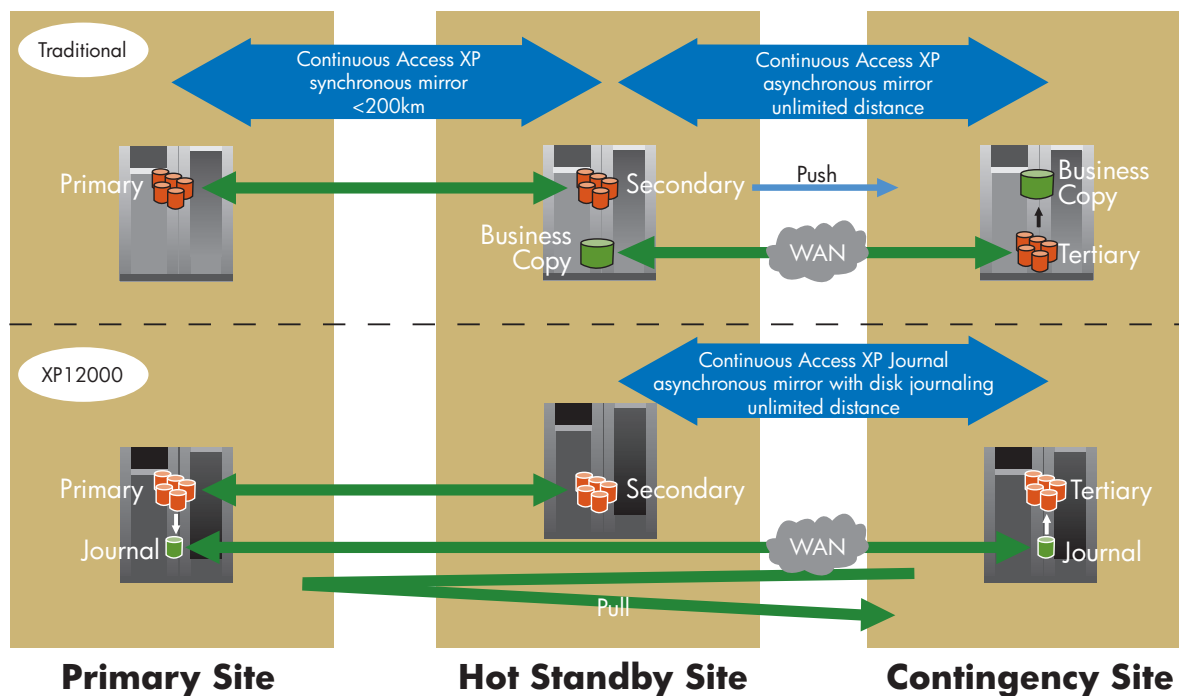 Traditional
Continuous Access XP
synchronous mirror
<200km
Continuous Access XP
asynchronous mirror
unlimited distance
Primary
Secondary
Push
Business
Copy
Business
Copy
WAN
Tertiary
XP12000
Continuous Access XP Journal
asynchronous mirror with disk journaling
unlimited distance
Primary
Secondary
Tertiary
Journal
WAN
Journal
Pull
Primary Site
Hot Standby Site
Contingency Site